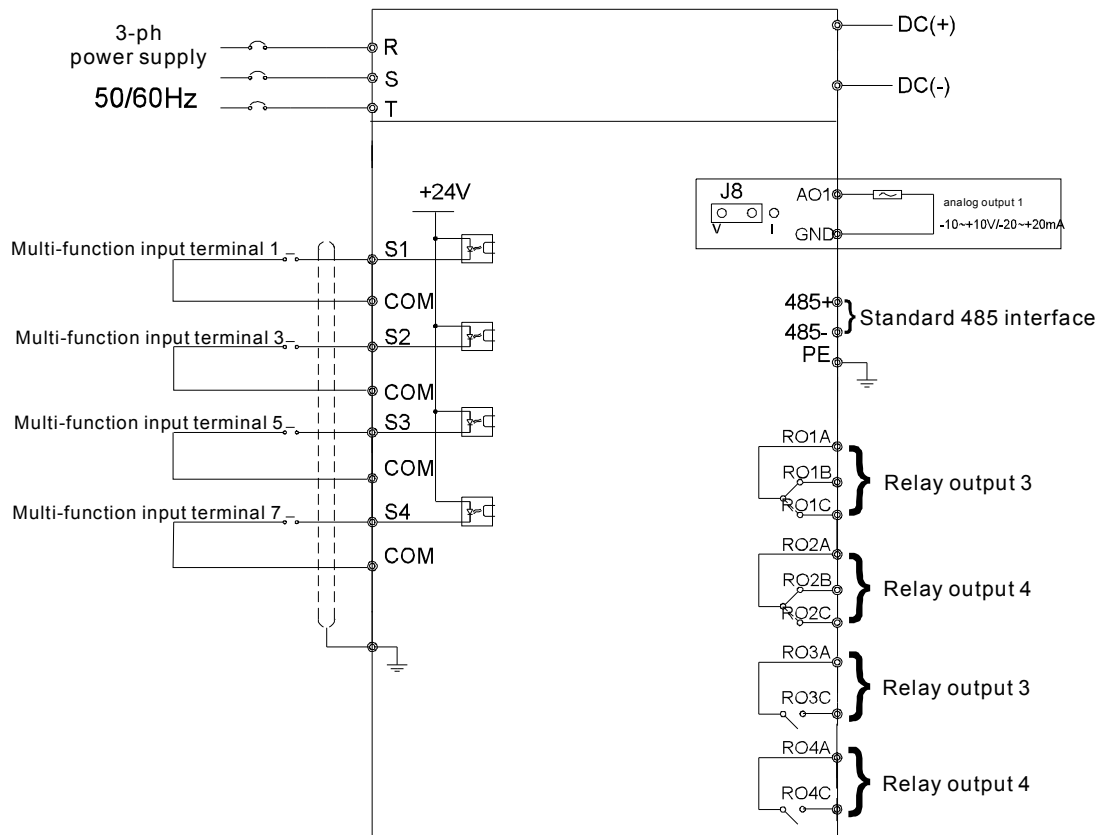 3-ph
power supply
50/60Hz
R
S
T
DC(+)
DC(-)
+24V
Multi-function input terminal 1
S1
COM
Multi-function input terminal 3
S2
COM
Multi-function input terminal 5
S3
COM
Multi-function input terminal 7
S4
COM
J8
V
I
AO1
GND
analog output 1
-10~+10V/-20~+20mA
485+
485-
Standard 485 interface
PE
RO1A
RO1B
RO1C
Relay output 3
RO2A
RO2B
RO2C
Relay output 4
RO3A
RO3C
Relay output 3
RO4A
RO4C
Relay output 4